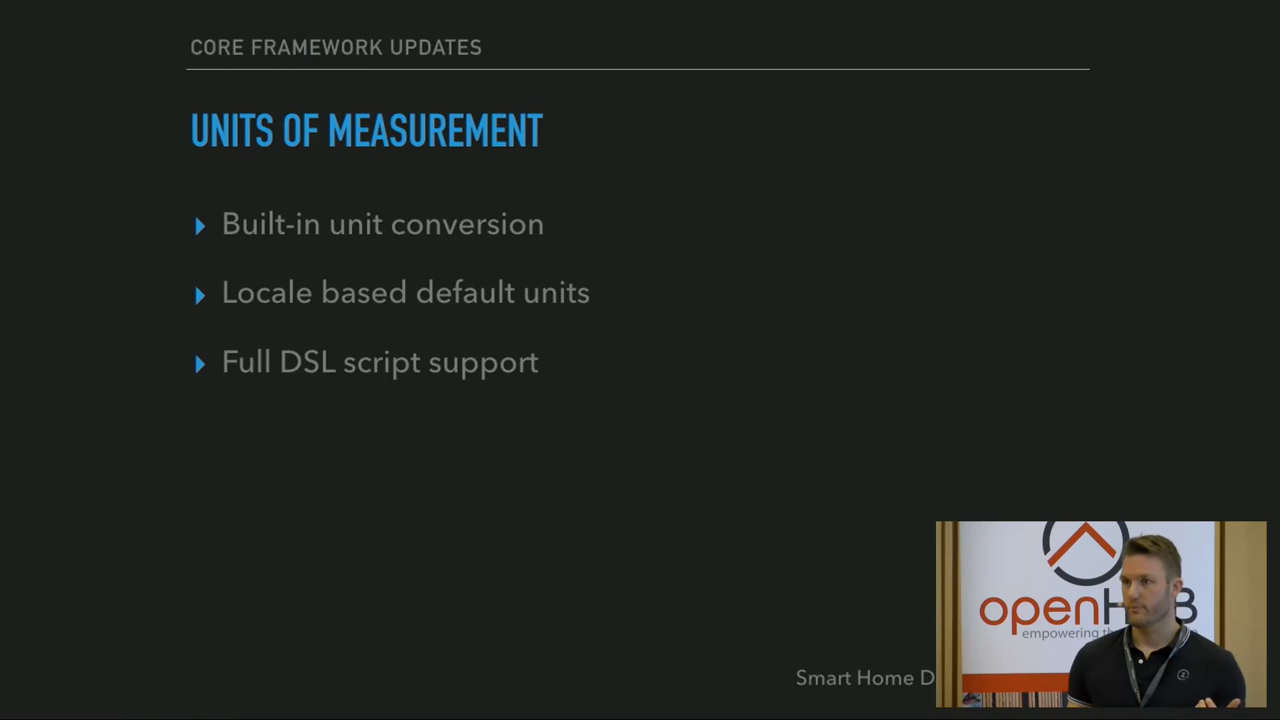 CORE FRAMEWORK UPDATES
UNITS OF MEASUREMENT
Built-in unit conversion
Locale based default units
Full DSL script support
openH B
empowering
Smart Home D